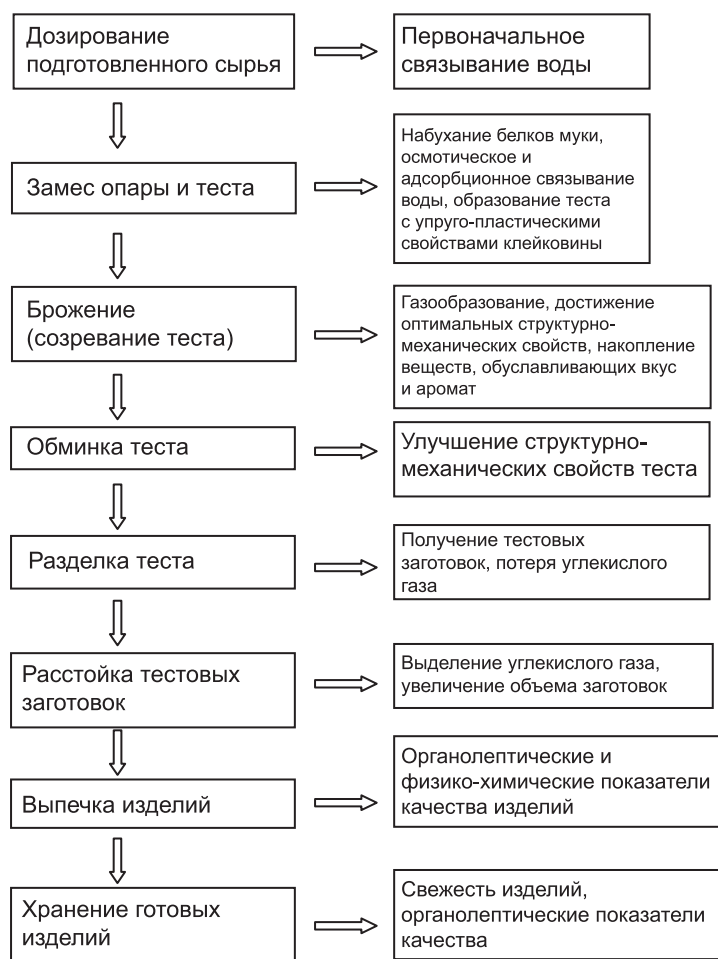 Дозирование
подготовленного сырья
Первоначальное
связывание воды
Замес опары и теста
Набухание белков муки,
осмотическое и
адсорбционное связывание
воды, образование теста
с упруго-пластическими
свойствами клейковины
Брожение
(созревание теста)
Газообразование, достижение
оптимальных структурно-
механических свойств, накопление
веществ, обуславливающих вкус
и аромат
Обминка теста
Улучшение структурно-
механических свойств теста
Разделка теста
Получение тестовых
заготовок, потеря углекислого
газа
Расстойка тестовых
заготовок
Выделение углекислого газа,
увеличение объема заготовок
Выпечка изделий
Органолептические и
физико-химические показатели
качества изделий
Хранение готовых
изделий
Свежесть изделий,
органолептические показатели
качества